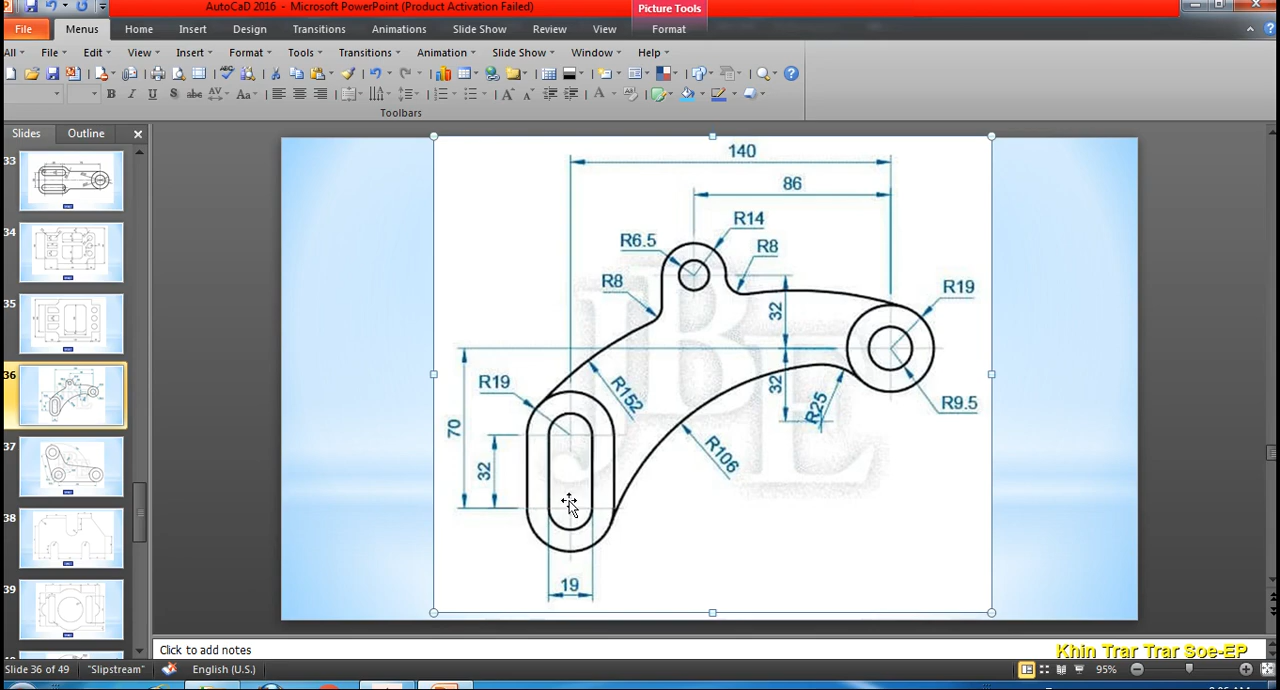 AutoCaD 2016 - Microsoft PowerPoint (Product Activation Failed)
Picture Tools
File Menus Home Insert Design Transitions Animations Slide Show Review View Format
All File Edit View Insert Format Tools Transitions Animation Slide Show Window Help
B I U S abc AV Aa A A A
Toolbars
Slides Outline
33
34
35
36
37
38
39
140
86
R14
R6.5
R8
R8
R19
32
R19
R152
32
R25
R9.5
70
R106
32
19
JBE
Click to add notes
Khin Trar Trar Soe-EP
Slide 36 of 49 "Slipstream" English (U.S.) 95%